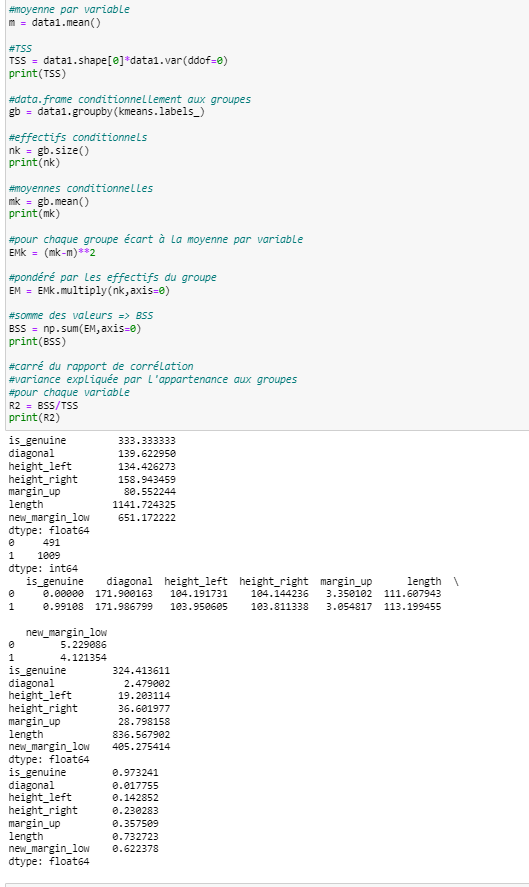 #moyenne par variable
m = data1.mean()
#TSS
TSS = data1.shape[0]*data1.var(ddof=0)
print(TSS)
#data.frame conditionnellement aux groupes
gb = data1.groupby(kmeans.labels_)
#effectifs conditionnels
nk = gb.size()
print(nk)
#moyennes conditionnelles
mk = gb.mean()
print(mk)
#pour chaque groupe écart à la moyenne par variable
EMk = (mk-m)**2
#pondéré par les effectifs du groupe
EM = EMk.multiply(nk,axis=0)
#somme des valeurs => BSS
BSS = np.sum(EM,axis=0)
print(BSS)
#carré du rapport de corrélation
#variance expliquée par l'appartenance aux groupes
#pour chaque variable
R2 = BSS/TSS
print(R2)
is_genuine 333.333333
diagonal 139.622950
height_left 134.426273
height_right 158.943459
margin_up 80.552244
length 1141.724325
new_margin_low 651.172222
dtype: float64
0 491
1 1009
dtype: int64
is_genuine diagonal height_left height_right margin_up length \
0 0.00000 171.900163 104.191731 104.144236 3.350102 111.607943
1 0.99108 171.986799 103.950605 103.811338 3.054817 113.199455
new_margin_low
0 5.229086
1 4.121354
is_genuine 324.413611
diagonal 2.479002
height_left 19.203114
height_right 36.601977
margin_up 28.798158
length 836.567902
new_margin_low 405.275414
dtype: float64
is_genuine 0.973241
diagonal 0.017755
height_left 0.142852
height_right 0.230283
margin_up 0.357509
length 0.732723
new_margin_low 0.622378
dtype: float64